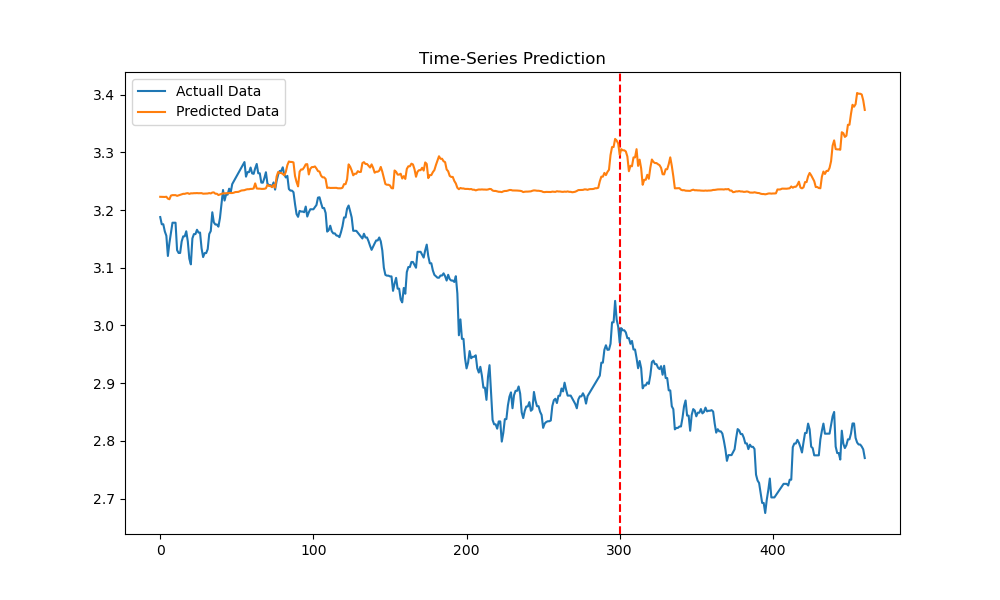 Time-Series Prediction
Actuall Data
Predicted Data
3.4
3.3
3.2
3.1
3.0
2.9
2.8
2.7
0 100 200 300 400